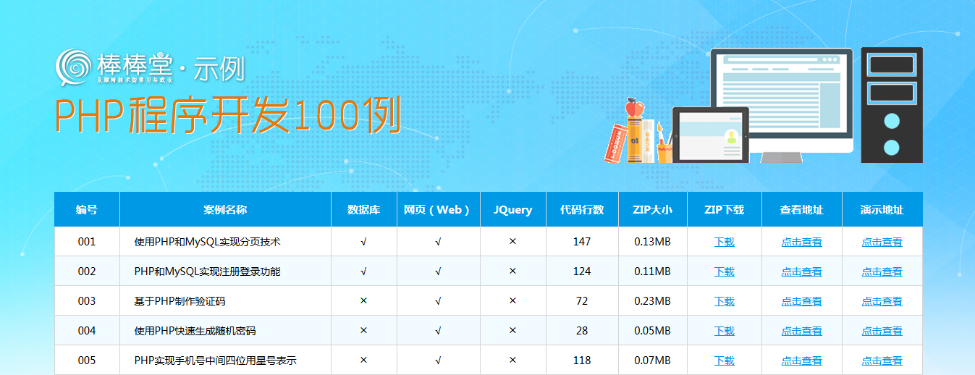 棒棒堂·示例
PHP程序开发100例
编号 案例名称 数据库 网页（Web） JQuery 代码行数 ZIP大小 ZIP下载 查看地址 演示地址
001 使用PHP和MySQL实现分页技术 √ √ × 147 0.13MB 下载 点击查看 点击查看
002 PHP和MySQL实现注册登录功能 √ √ × 124 0.11MB 下载 点击查看 点击查看
003 基于PHP制作验证码 × √ × 72 0.23MB 下载 点击查看 点击查看
004 使用PHP快速生成随机密码 × √ × 28 0.05MB 下载 点击查看 点击查看
005 PHP实现手机号中间四位用星号表示 × √ × 118 0.07MB 下载 点击查看 点击查看